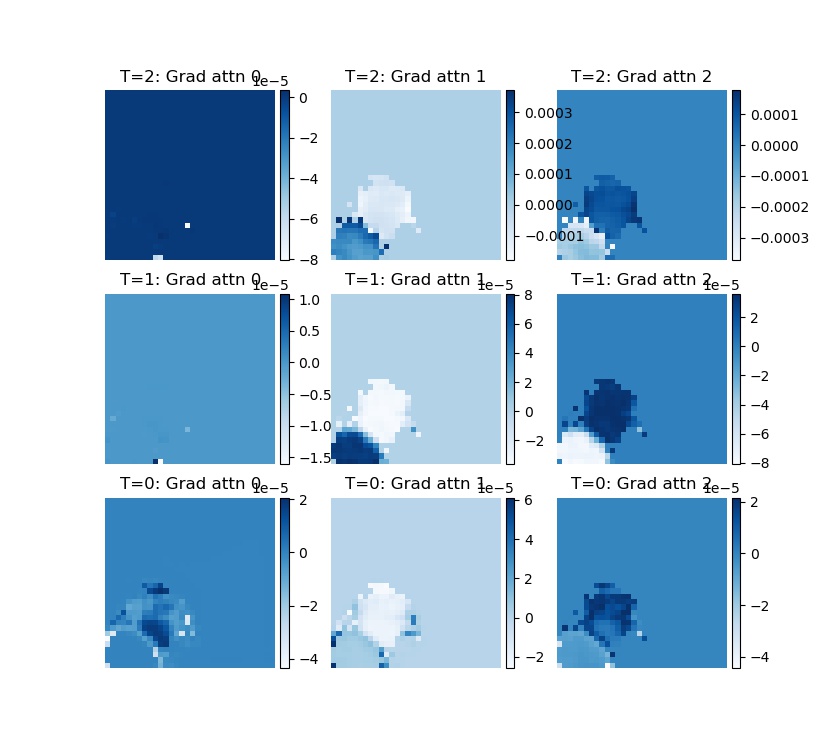 T=2: Grad attn 0
1e−5
0
−2
−4
−6
−8
T=2: Grad attn 1
0.0003
0.0002
0.0001
0.0000
−0.0001
T=2: Grad attn 2
0.0001
0.0000
−0.0001
−0.0002
−0.0003
T=1: Grad attn 0
1e−5
1.0
0.5
0.0
−0.5
−1.0
−1.5
T=1: Grad attn 1
1e−5
8
6
4
2
0
−2
T=1: Grad attn 2
1e−5
2
0
−2
−4
−6
−8
T=0: Grad attn 0
1e−5
2
0
−2
−4
T=0: Grad attn 1
1e−5
6
4
2
0
−2
T=0: Grad attn 2
1e−5
2
0
−2
−4